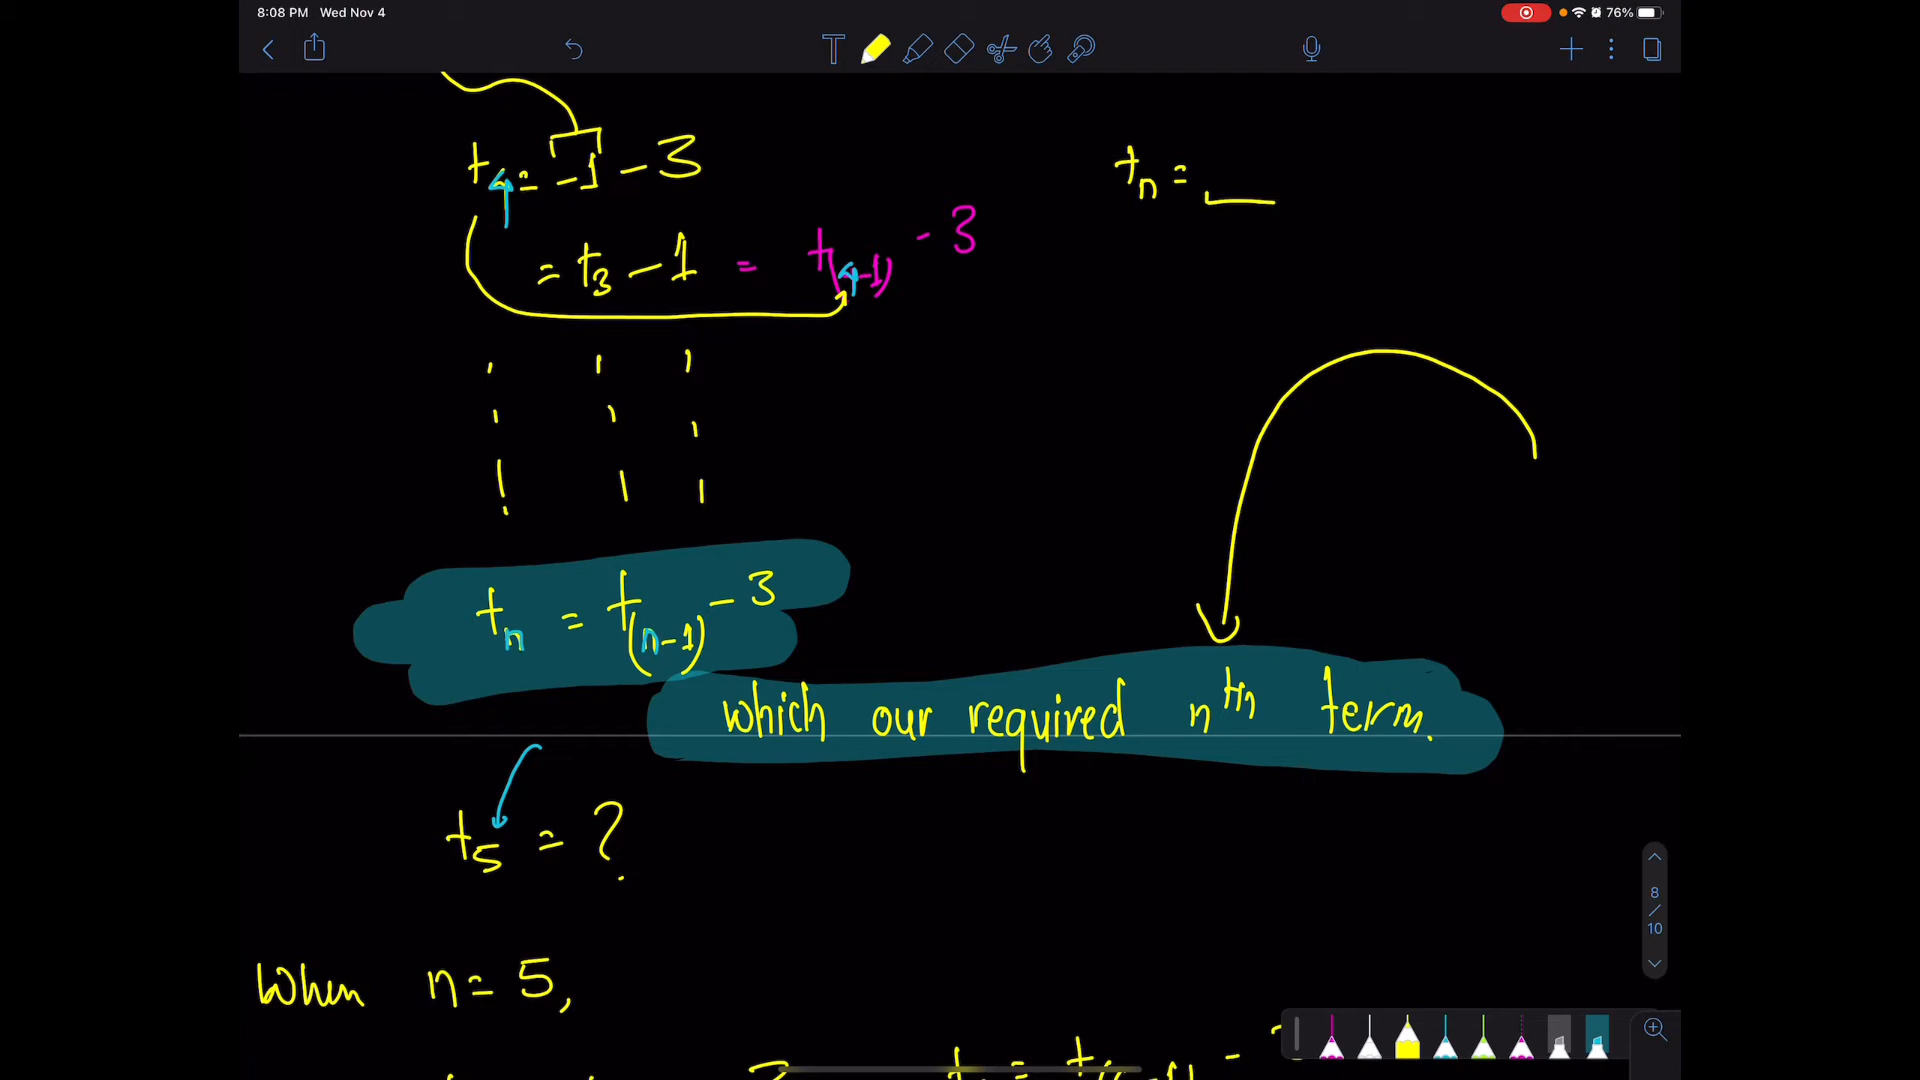 8:08 PM Wed Nov 4
76%
t₄ = -1 - 3
tₙ = __
= t₃ - 1 = t₍₄₋₁₎ - 3
tₙ = t₍ₙ₋₁₎ - 3
which our required nᵗʰ term.
t₅ = ?
8
/
10
When n = 5,